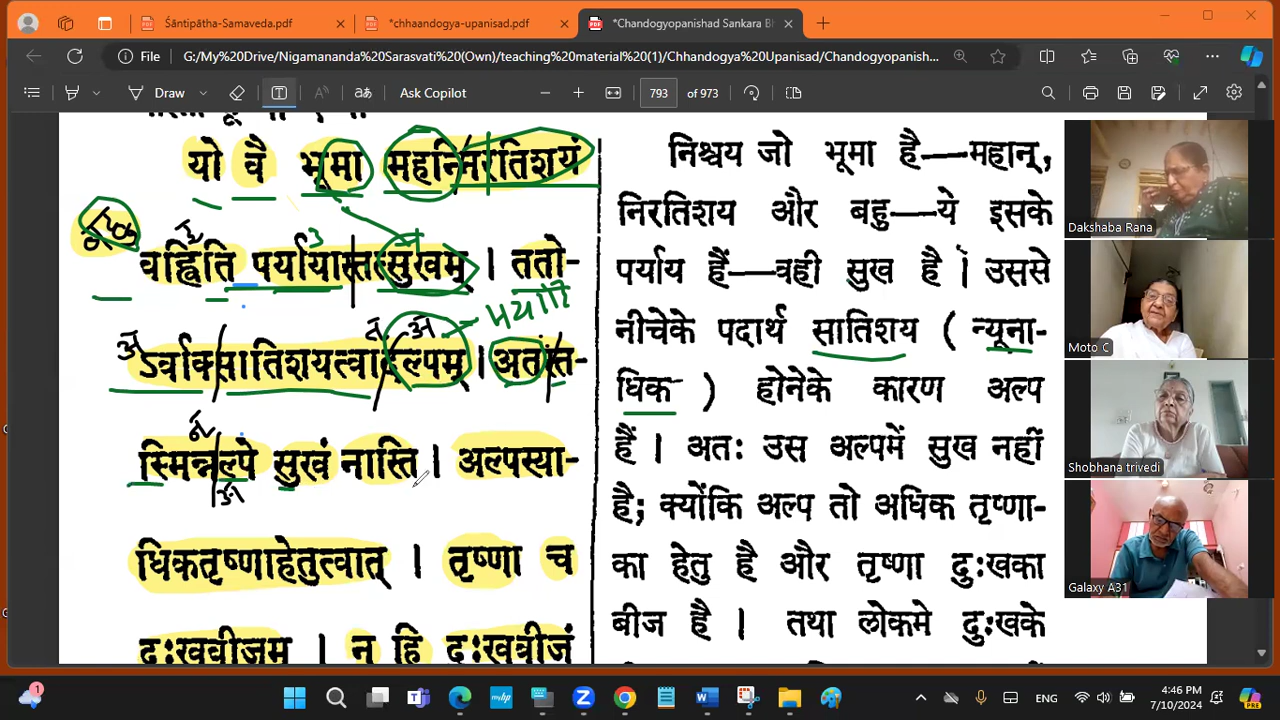 Śāntipātha-Samaveda.pdf
*chhaandogya-upanisad.pdf
*Chandogyopanishad Sankara Bh
File
G:/My%20Drive/Nigamananda%20Sarasvati%20(Own)/teaching%20material%20(1)/Chhandogya%20Upanisad/Chandogyopanish...
Draw
Ask Copilot
793 of 973
यो वै भूमा महन्निरतिशयं
वह्विति पर्यायास्तत्सुखम् । ततो-
ऽर्वाक्सातिशयत्वादल्पम् । अतस्त-
स्मिन्नल्पे सुखं नास्ति । अल्पस्या-
धिकतृष्णाहेतुत्वात् । तृष्णा च
दुःखबीजम् । न हि दुःखबीजं
निश्चय जो भूमा है—महान्,
निरतिशय और बहु—ये इसके
पर्याय हैं—वही सुख है । उससे
नीचेके पदार्थ सातिशय ( न्यूना-
धिक ) होनेके कारण अल्प
हैं । अतः उस अल्पमें सुख नहीं
है; क्योंकि अल्प तो अधिक तृष्णा-
का हेतु है और तृष्णा दुःखका
बीज है । तथा लोकमे दुःखके
Dakshaba Rana
Moto C
Shobhana trivedi
Galaxy A31
1
ENG
4:46 PM
7/10/2024